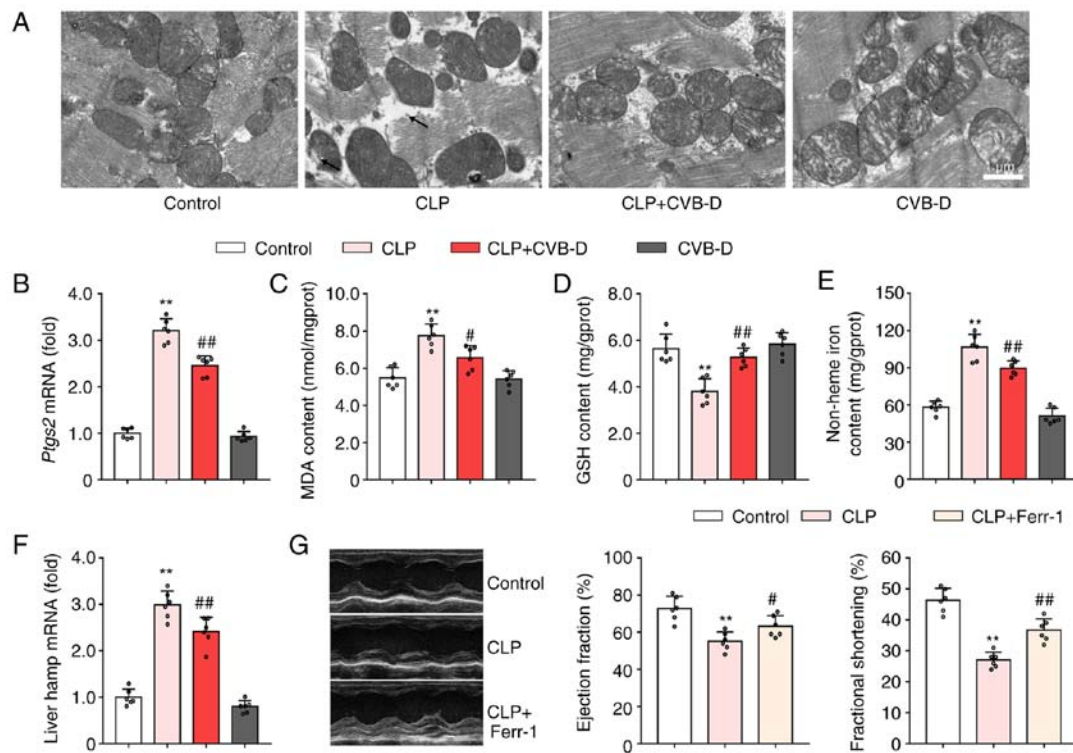 A
1 µm
Control
CLP
CLP+CVB-D
CVB-D
Control
CLP
CLP+CVB-D
CVB-D
B
Ptgs2 mRNA (fold)
4.0
3.0
2.0
1.0
0
**
##
C
MDA content (nmol/mgprot)
10.0
8.0
6.0
4.0
2.0
0
**
#
D
GSH content (mg/gprot)
8.0
6.0
4.0
2.0
0
**
##
E
Non-heme iron
content (mg/gprot)
150
120
90
60
30
0
**
##
Control
CLP
CLP+Ferr-1
F
Liver hamp mRNA (fold)
4.0
3.0
2.0
1.0
0
**
##
G
Control
CLP
CLP+
Ferr-1
Ejection fraction (%)
100
80
60
40
20
0
**
#
Fractional shortening (%)
60
40
20
0
**
##